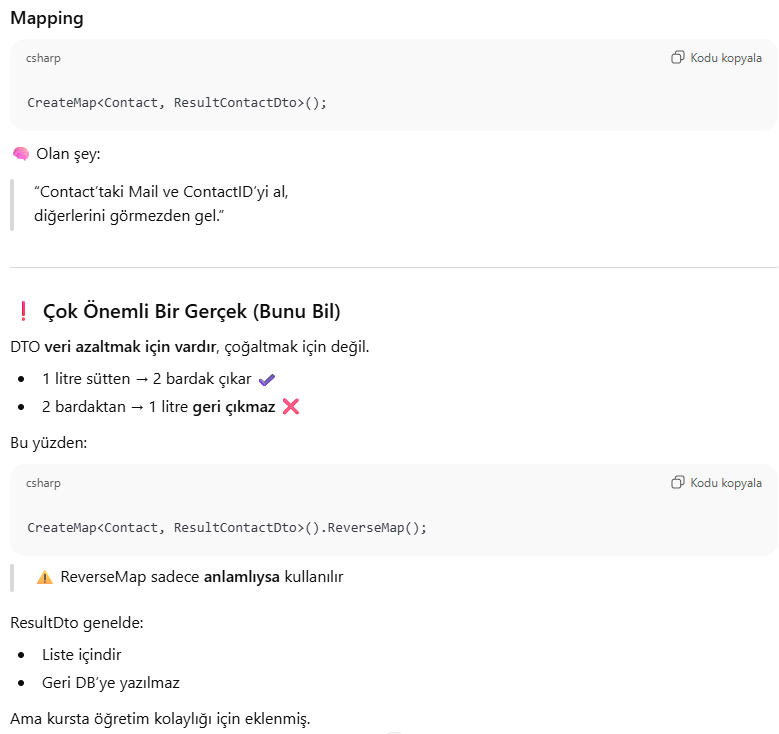 Mapping
csharp
Kodu kopyala
CreateMap<Contact, ResultContactDto>();
🧠 Olan şey:
“Contact’taki Mail ve ContactID’yi al,
diğerlerini görmezden gel.”
❗ Çok Önemli Bir Gerçek (Bunu Bil)
DTO veri azaltmak için vardır, çoğaltmak için değil.
• 1 litre sütten → 2 bardak çıkar ✔
• 2 bardaktan → 1 litre geri çıkmaz ❌
Bu yüzden:
csharp
Kodu kopyala
CreateMap<Contact, ResultContactDto>().ReverseMap();
⚠️ ReverseMap sadece anlamlıysa kullanılır
ResultDto genelde:
• Liste içindir
• Geri DB’ye yazılmaz
Ama kursta öğretim kolaylığı için eklenmiş.